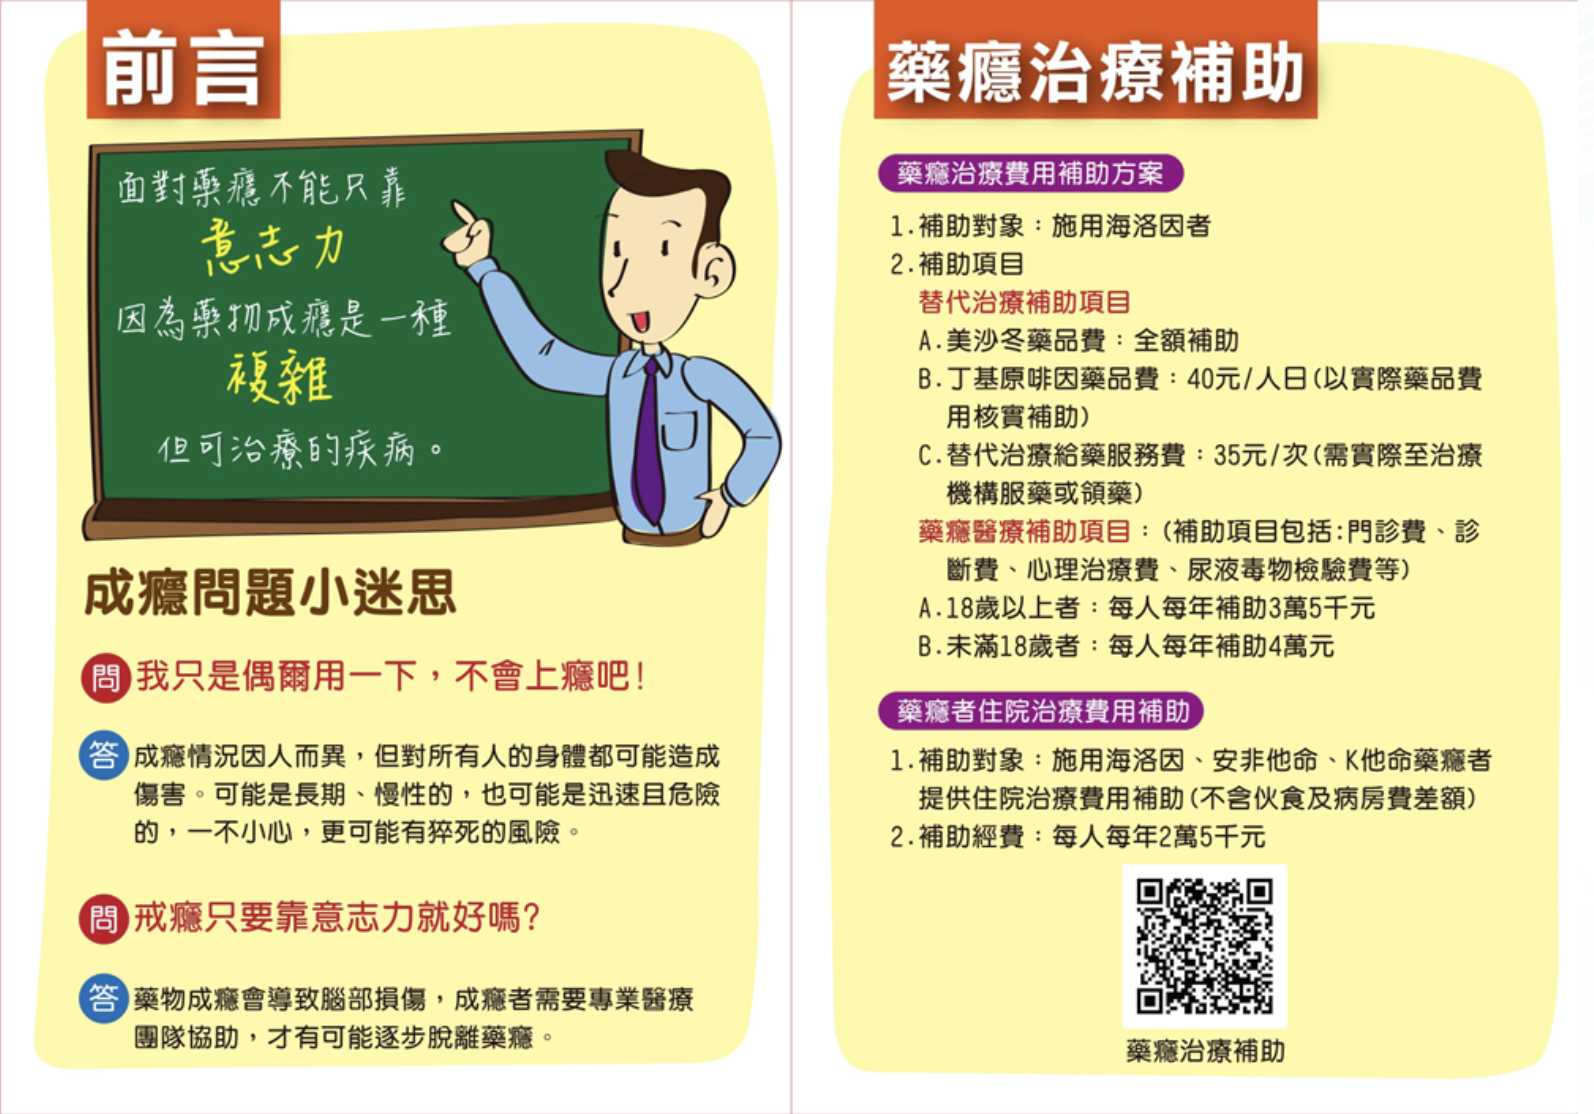 前言
面對藥癮不能只靠
意志力
因為藥物成癮是一種
複雜
但可治療的疾病。
成癮問題小迷思
問 我只是偶爾用一下，不會上癮吧!
答 成癮情況因人而異，但對所有人的身體都可能造成
傷害。可能是長期、慢性的，也可能是迅速且危險
的，一不小心，更可能有猝死的風險。
問 戒癮只要靠意志力就好嗎?
答 藥物成癮會導致腦部損傷，成癮者需要專業醫療
團隊協助，才有可能逐步脫離藥癮。
藥癮治療補助
藥癮治療費用補助方案
1.補助對象：施用海洛因者
2.補助項目
替代治療補助項目
A.美沙冬藥品費：全額補助
B.丁基原啡因藥品費：40元/人日(以實際藥品費
用核實補助)
C.替代治療給藥服務費：35元/次(需實際至治療
機構服藥或領藥)
藥癮醫療補助項目：(補助項目包括:門診費、診
斷費、心理治療費、尿液毒物檢驗費等)
A.18歲以上者：每人每年補助3萬5千元
B.未滿18歲者：每人每年補助4萬元
藥癮者住院治療費用補助
1.補助對象：施用海洛因、安非他命、K他命藥癮者
提供住院治療費用補助(不含伙食及病房費差額)
2.補助經費：每人每年2萬5千元
藥癮治療補助